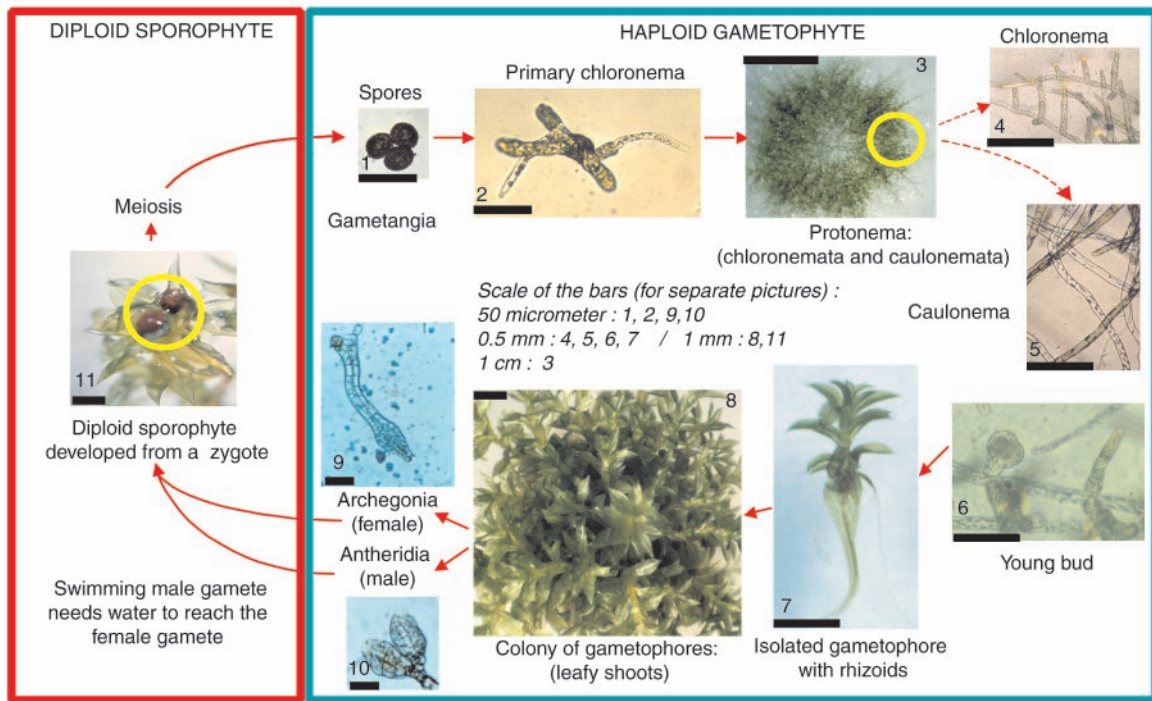 DIPLOID SPOROPHYTE
HAPLOID GAMETOPHYTE
Spores
1
Gametangia
Primary chloronema
2
3
Protonema:
(chloronemata and caulonemata)
Chloronema
4
Caulonema
5
Meiosis
11
Diploid sporophyte
developed from a zygote
Swimming male gamete
needs water to reach the
female gamete
Scale of the bars (for separate pictures) :
50 micrometer : 1, 2, 9,10
0.5 mm : 4, 5, 6, 7 / 1 mm : 8,11
1 cm : 3
9
Archegonia
(female)
Antheridia
(male)
10
8
Colony of gametophores:
(leafy shoots)
7
Isolated gametophore
with rhizoids
6
Young bud